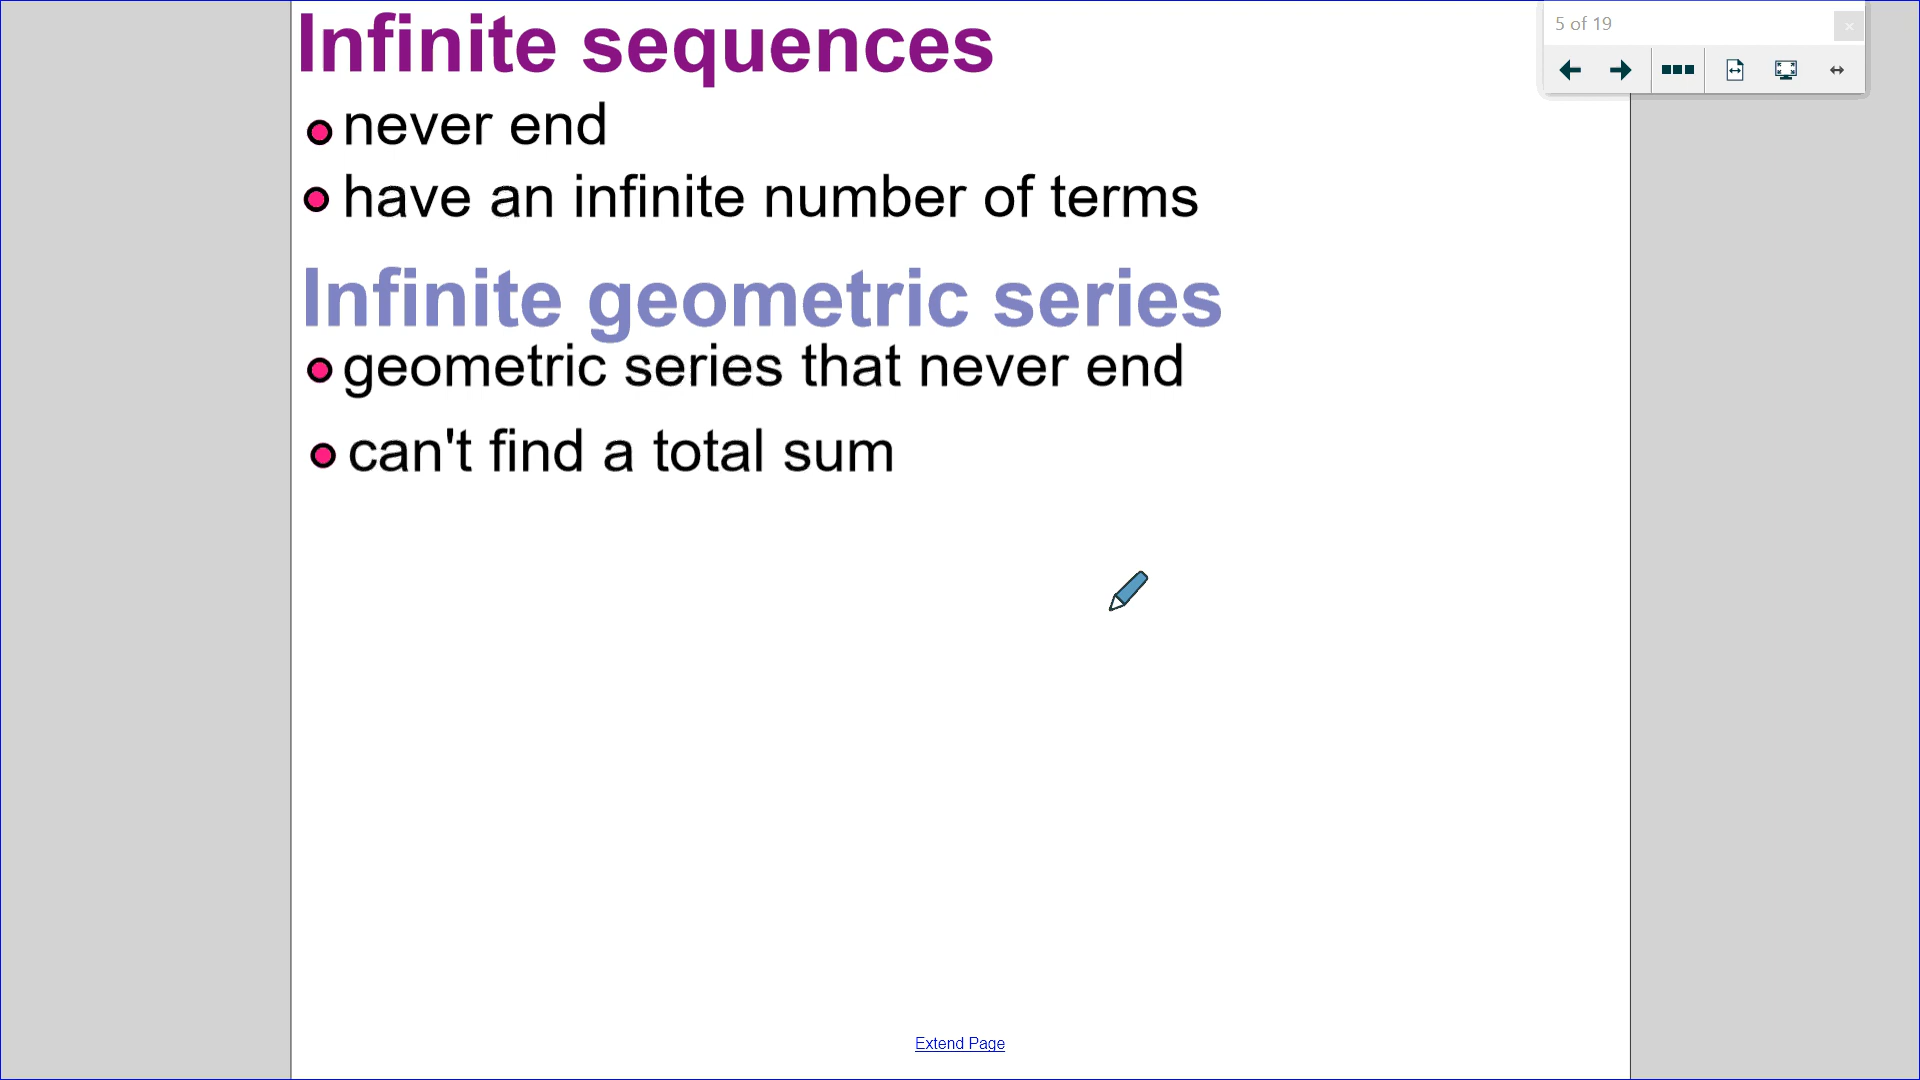 Infinite sequences
never end
have an infinite number of terms
Infinite geometric series
geometric series that never end
can't find a total sum
5 of 19
Extend Page